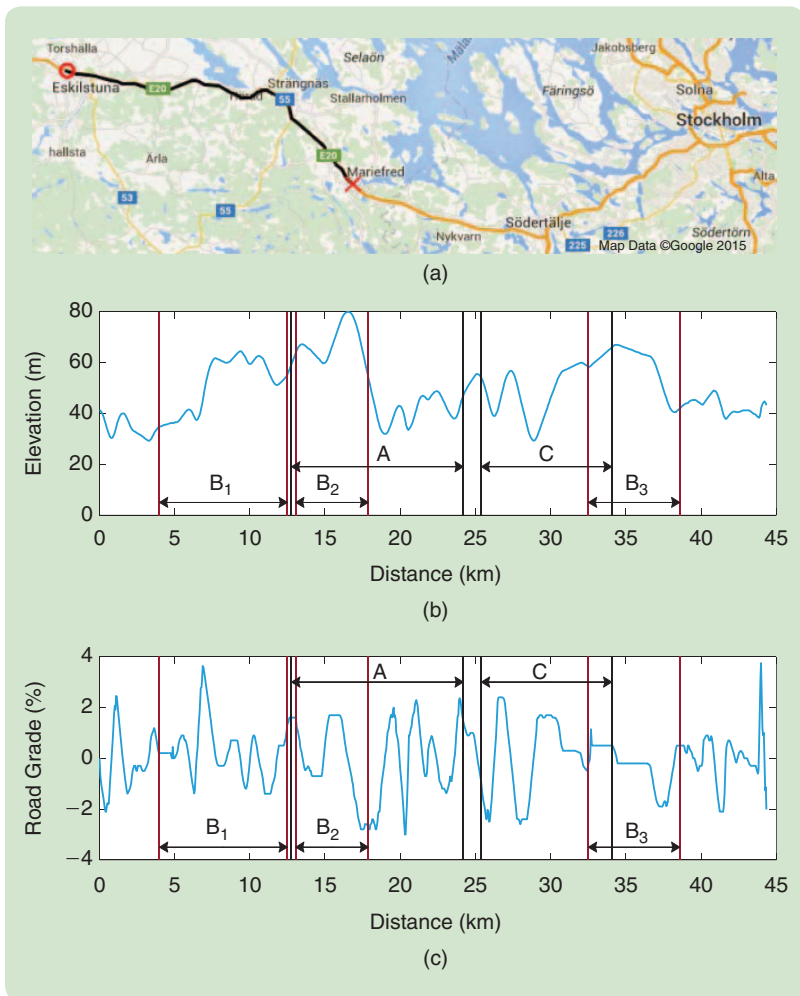 Torshalla
Selaön
Jakobsberg
Strängnäs
Färingsö
Solna
Eskilstuna
E20
55
Stallarholmen
Stockholm
hallsta
Ärla
E20
Mariefred
Älta
53
55
Södertälje
Nykvarn
226
Södertörn
225
Map Data ©Google 2015
(a)
80
60
40
20
0
Elevation (m)
A
C
B1
B2
B3
0 5 10 15 20 25 30 35 40 45
Distance (km)
(b)
4
2
0
−2
−4
Road Grade (%)
A
C
B1
B2
B3
0 5 10 15 20 25 30 35 40 45
Distance (km)
(c)